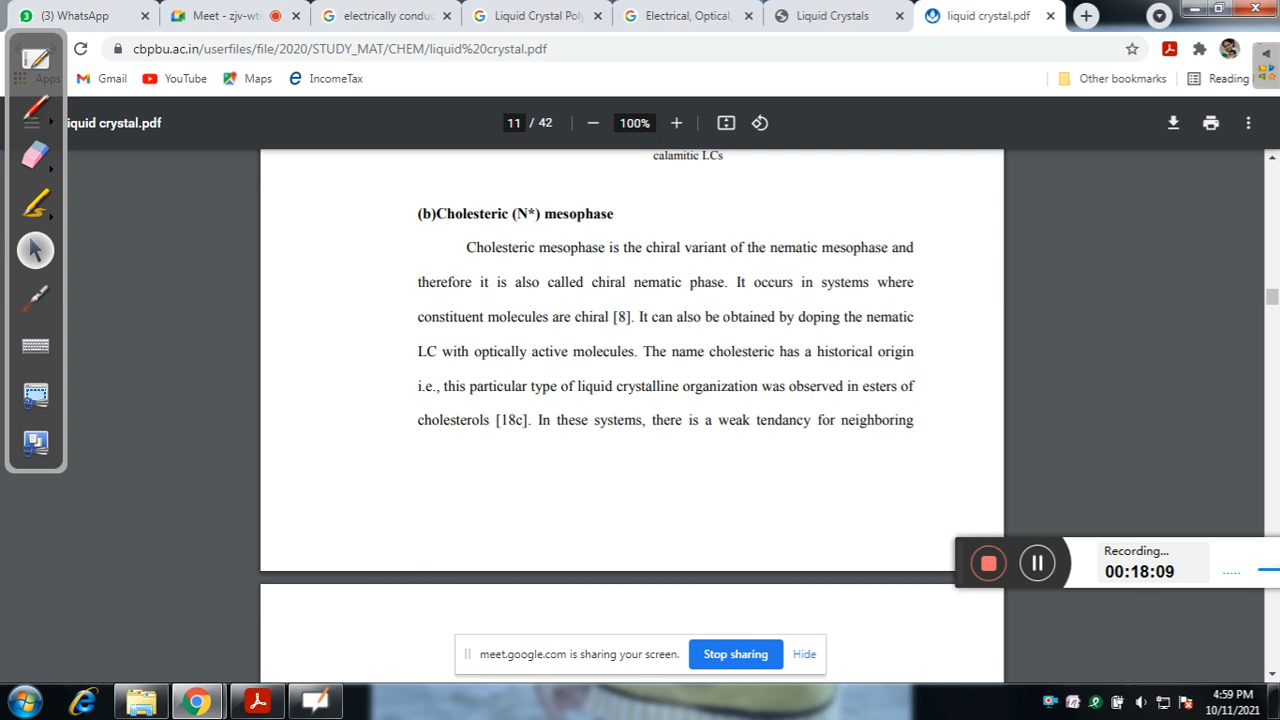 (3) WhatsApp
Meet - zjv-wti
electrically condu
Liquid Crystal Poly
Electrical, Optical,
Liquid crystals
liquid crystal.pdf
cbpbu.ac.in/userfiles/file/2020/STUDY_MAT/CHEM/liquid%20crystal.pdf
Apps
Gmail
YouTube
Maps
IncomeTax
Other bookmarks
Reading
iquid crystal.pdf
11 / 42
100%
calamitic LCs
(b)Cholesteric (N*) mesophase
Cholesteric mesophase is the chiral variant of the nematic mesophase and
therefore it is also called chiral nematic phase. It occurs in systems where
constituent molecules are chiral [8]. It can also be obtained by doping the nematic
LC with optically active molecules. The name cholesteric has a historical origin
i.e., this particular type of liquid crystalline organization was observed in esters of
cholesterols [18c]. In these systems, there is a weak tendancy for neighboring
Recording...
00:18:09
meet.google.com is sharing your screen.
Stop sharing
Hide
4:59 PM
10/11/2021